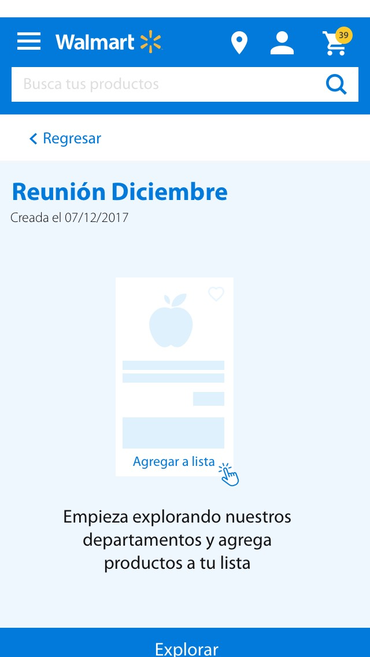 Walmart
39
Busca tus productos
Regresar
Reunión Diciembre
Creada el 07/12/2017
Agregar a lista
Empieza explorando nuestros
departamentos y agrega
productos a tu lista
Explorar